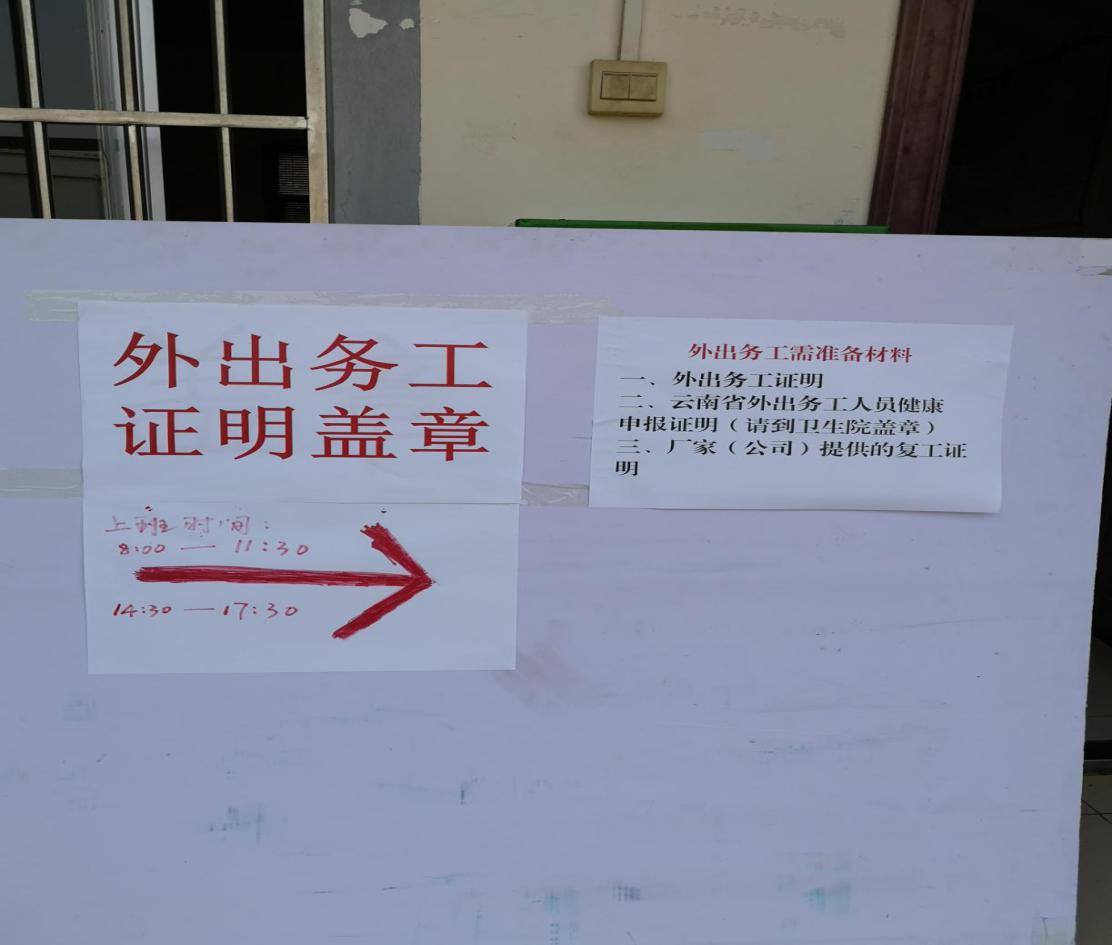 外出务工
证明盖章
上班时间：
8:00 — 11:30
14:30 — 17:30
外出务工需准备材料
一、外出务工证明
二、云南省外出务工人员健康
申报证明（请到卫生院盖章）
三、厂家（公司）提供的复工证
明